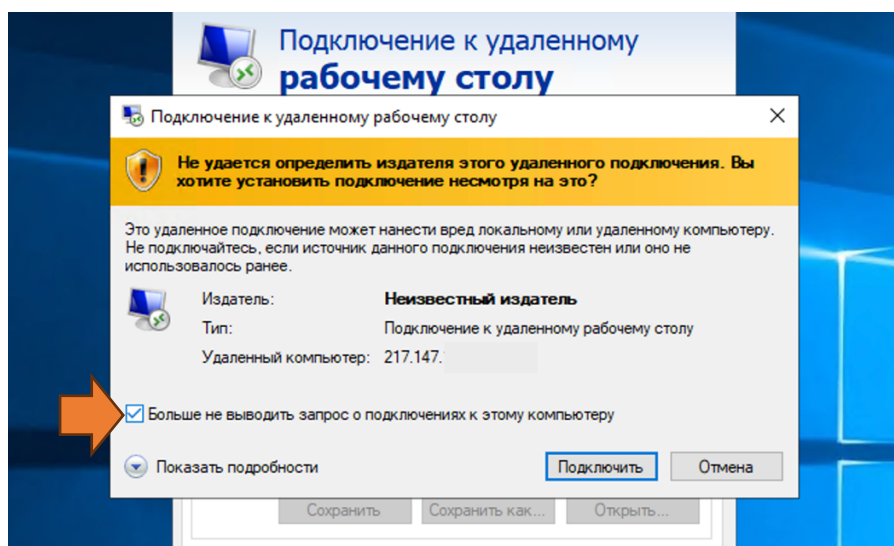 Подключение к удаленному
рабочему столу
Подключение к удаленному рабочему столу
Не удается определить издателя этого удаленного подключения. Вы
хотите установить подключение несмотря на это?
Это удаленное подключение может нанести вред локальному или удаленному компьютеру.
Не подключайтесь, если источник данного подключения неизвестен или оно не
использовалось ранее.
Издатель: Неизвестный издатель
Тип: Подключение к удаленному рабочему столу
Удаленный компьютер: 217.147.
Больше не выводить запрос о подключениях к этому компьютеру
Показать подробности Подключить Отмена
Сохранить Сохранить как... Открыть...